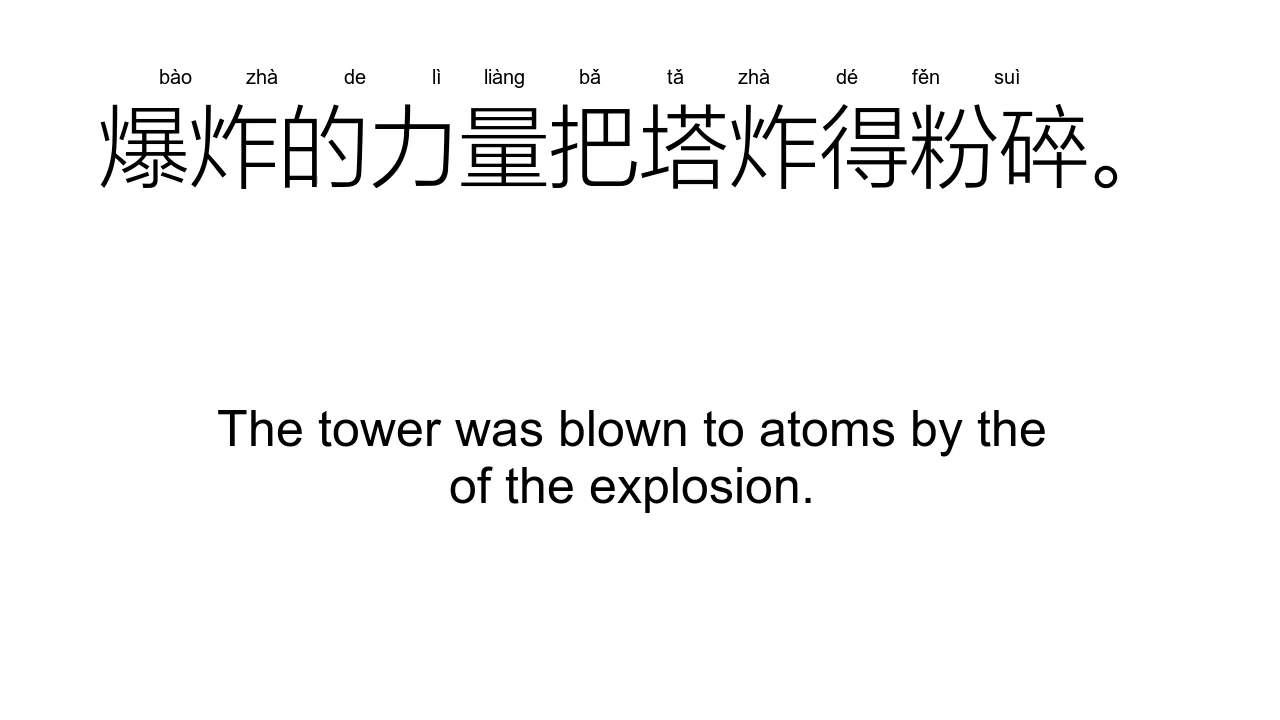 bào zhà de lì liàng bǎ tǎ zhà dé fěn suì
爆炸的力量把塔炸得粉碎。
The tower was blown to atoms by the
of the explosion.